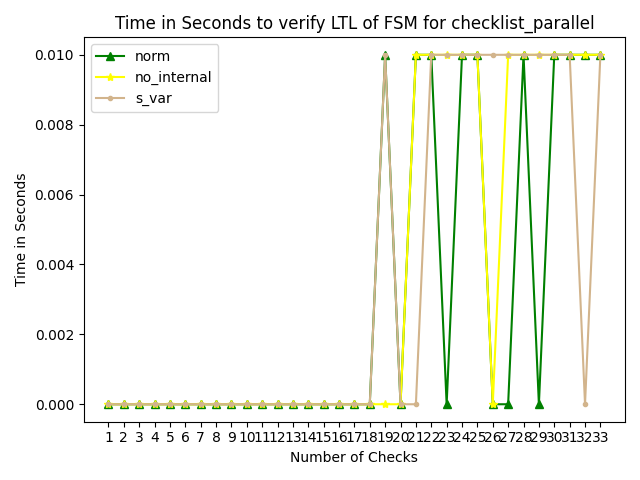 Time in Seconds to verify LTL of FSM for checklist_parallel
norm
no_internal
s_var
0.010
0.008
0.006
0.004
0.002
0.000
Time in Seconds
1 2 3 4 5 6 7 8 9 10 11 12 13 14 15 16 17 18 19 20 21 22 23 24 25 26 27 28 29 30 31 32 33
Number of Checks